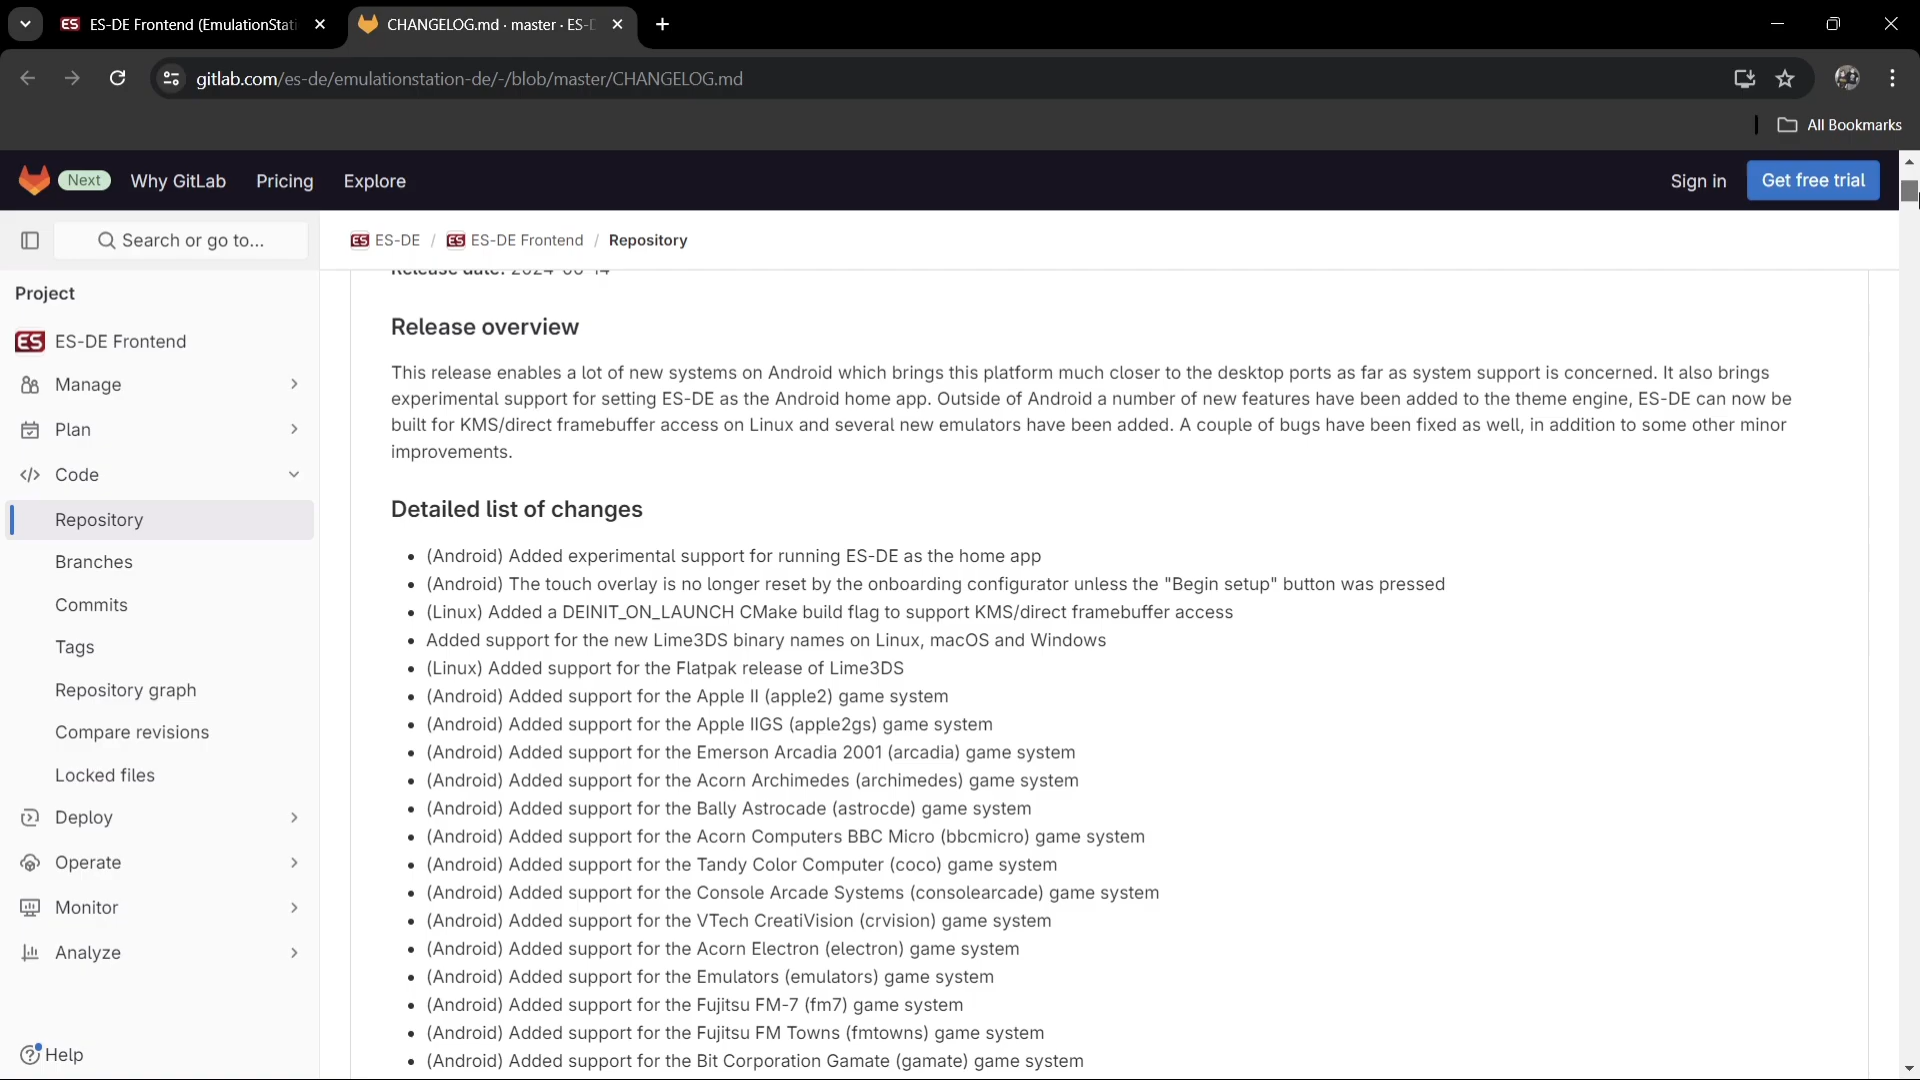 ES ES-DE Frontend (EmulationStati
CHANGELOG.md · master · ES-D
gitlab.com/es-de/emulationstation-de/-/blob/master/CHANGELOG.md
All Bookmarks
Next Why GitLab Pricing Explore Sign in Get free trial
Search or go to...
ES ES-DE / ES ES-DE Frontend / Repository
Project
ES ES-DE Frontend
Manage
Plan
Code
Repository
Branches
Commits
Tags
Repository graph
Compare revisions
Locked files
Deploy
Operate
Monitor
Analyze
Help
Release overview
This release enables a lot of new systems on Android which brings this platform much closer to the desktop ports as far as system support is concerned. It also brings
experimental support for setting ES-DE as the Android home app. Outside of Android a number of new features have been added to the theme engine, ES-DE can now be
built for KMS/direct framebuffer access on Linux and several new emulators have been added. A couple of bugs have been fixed as well, in addition to some other minor
improvements.
Detailed list of changes
• (Android) Added experimental support for running ES-DE as the home app
• (Android) The touch overlay is no longer reset by the onboarding configurator unless the "Begin setup" button was pressed
• (Linux) Added a DEINIT_ON_LAUNCH CMake build flag to support KMS/direct framebuffer access
• Added support for the new Lime3DS binary names on Linux, macOS and Windows
• (Linux) Added support for the Flatpak release of Lime3DS
• (Android) Added support for the Apple II (apple2) game system
• (Android) Added support for the Apple IIGS (apple2gs) game system
• (Android) Added support for the Emerson Arcadia 2001 (arcadia) game system
• (Android) Added support for the Acorn Archimedes (archimedes) game system
• (Android) Added support for the Bally Astrocade (astrocde) game system
• (Android) Added support for the Acorn Computers BBC Micro (bbcmicro) game system
• (Android) Added support for the Tandy Color Computer (coco) game system
• (Android) Added support for the Console Arcade Systems (consolearcade) game system
• (Android) Added support for the VTech CreatiVision (crvision) game system
• (Android) Added support for the Acorn Electron (electron) game system
• (Android) Added support for the Emulators (emulators) game system
• (Android) Added support for the Fujitsu FM-7 (fm7) game system
• (Android) Added support for the Fujitsu FM Towns (fmtowns) game system
• (Android) Added support for the Bit Corporation Gamate (gamate) game system